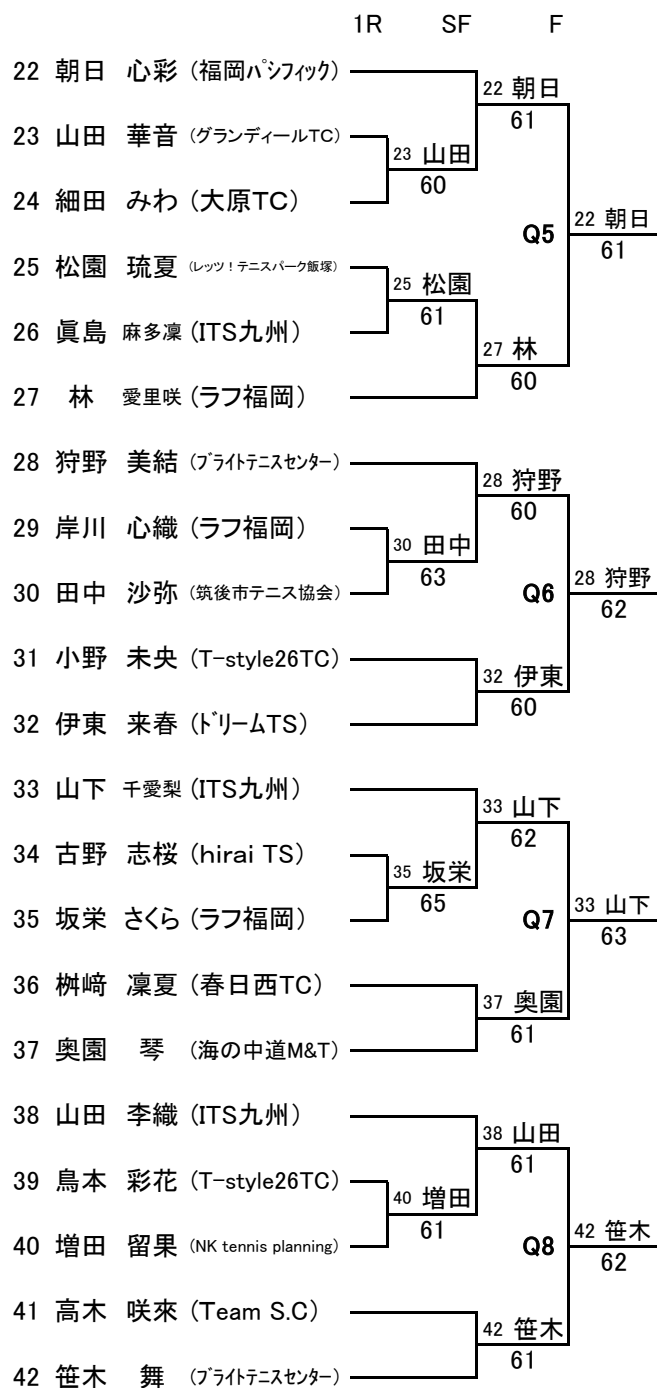 1R SF F
22 朝日 心彩 (福岡パシフィック)
22 朝日
61
23 山田 華音 (グランディールTC)
23 山田
60
24 細田 みわ (大原TC)
Q5
22 朝日
61
25 松園 琉夏 (レッツ!テニスパーク飯塚)
25 松園
61
26 眞島 麻多凜 (ITS九州)
27 林
60
27 林 愛里咲 (ラフ福岡)
28 狩野 美結 (ブライトテニスセンター)
28 狩野
60
29 岸川 心織 (ラフ福岡)
30 田中
63
30 田中 沙弥 (筑後市テニス協会)
Q6
28 狩野
62
31 小野 未央 (T-style26TC)
32 伊東
60
32 伊東 来春 (ドリームTS)
33 山下 千愛梨 (ITS九州)
33 山下
62
34 古野 志桜 (hirai TS)
35 坂栄
65
35 坂栄 さくら (ラフ福岡)
Q7
33 山下
63
36 桝﨑 凜夏 (春日西TC)
37 奥園
61
37 奥園 琴 (海の中道M&T)
38 山田 李織 (ITS九州)
38 山田
61
39 鳥本 彩花 (T-style26TC)
40 増田
61
40 増田 留果 (NK tennis planning)
Q8
42 笹木
62
41 高木 咲來 (Team S.C)
42 笹木
61
42 笹木 舞 (ブライトテニスセンター)